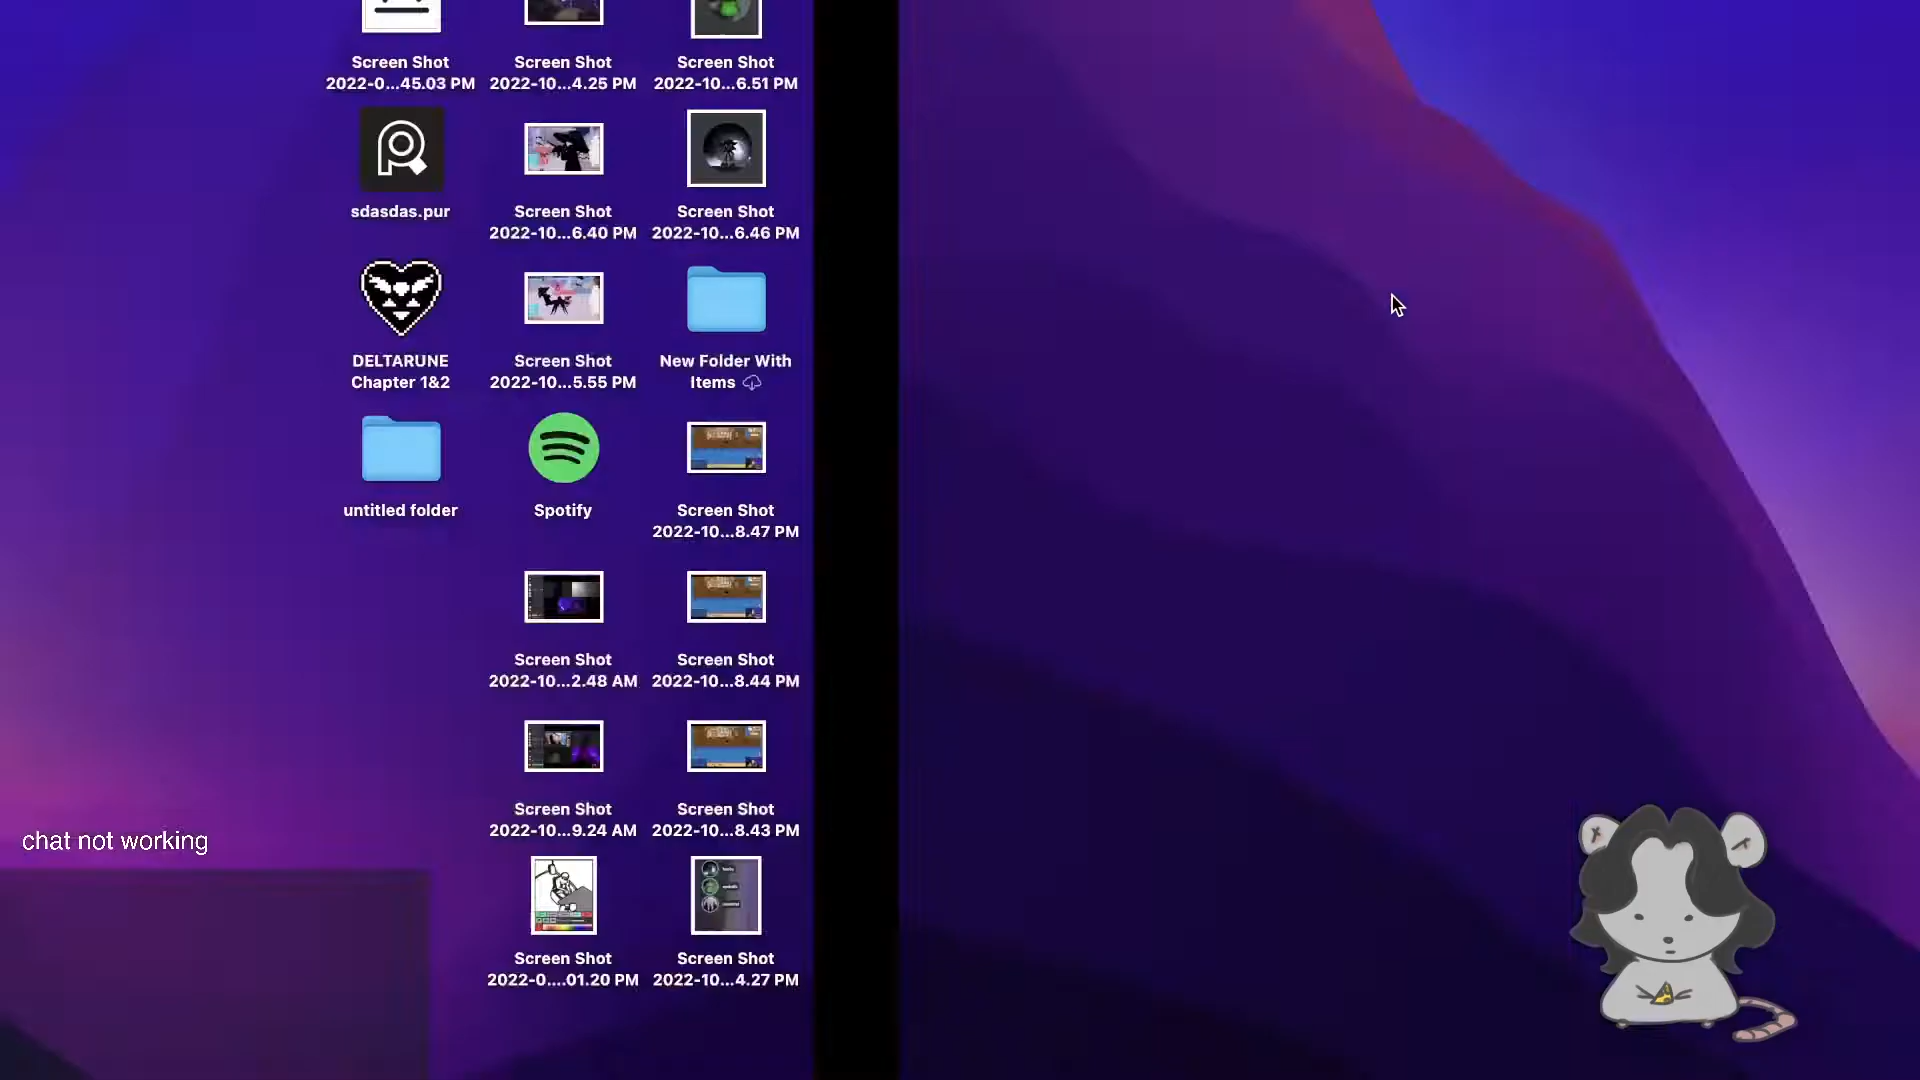 Screen Shot
2022-0...45.03 PM
Screen Shot
2022-10...4.25 PM
Screen Shot
2022-10...6.51 PM
sdasdas.pur
Screen Shot
2022-10...6.40 PM
Screen Shot
2022-10...6.46 PM
DELTARUNE
Chapter 1&2
Screen Shot
2022-10...5.55 PM
New Folder With
Items
untitled folder
Spotify
Screen Shot
2022-10...8.47 PM
Screen Shot
2022-10...2.48 AM
Screen Shot
2022-10...8.44 PM
Screen Shot
2022-10...9.24 AM
Screen Shot
2022-10...8.43 PM
chat not working
Screen Shot
2022-0....01.20 PM
Screen Shot
2022-10...4.27 PM